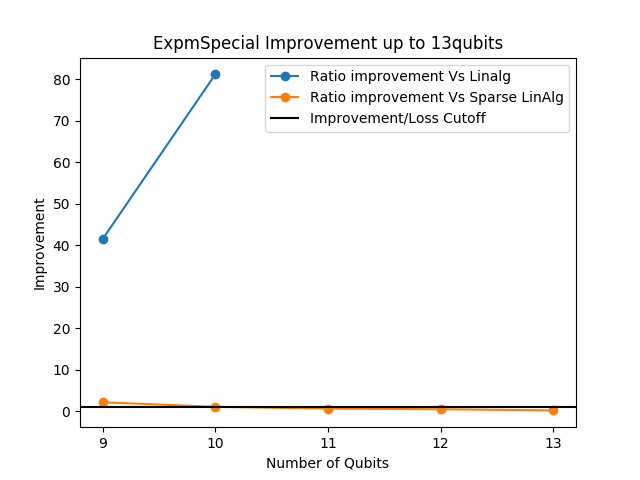 ExpmSpecial Improvement up to 13qubits
Ratio improvement Vs Linalg
Ratio improvement Vs Sparse LinAlg
Improvement/Loss Cutoff
Improvement
80
70
60
50
40
30
20
10
0
9 10 11 12 13
Number of Qubits